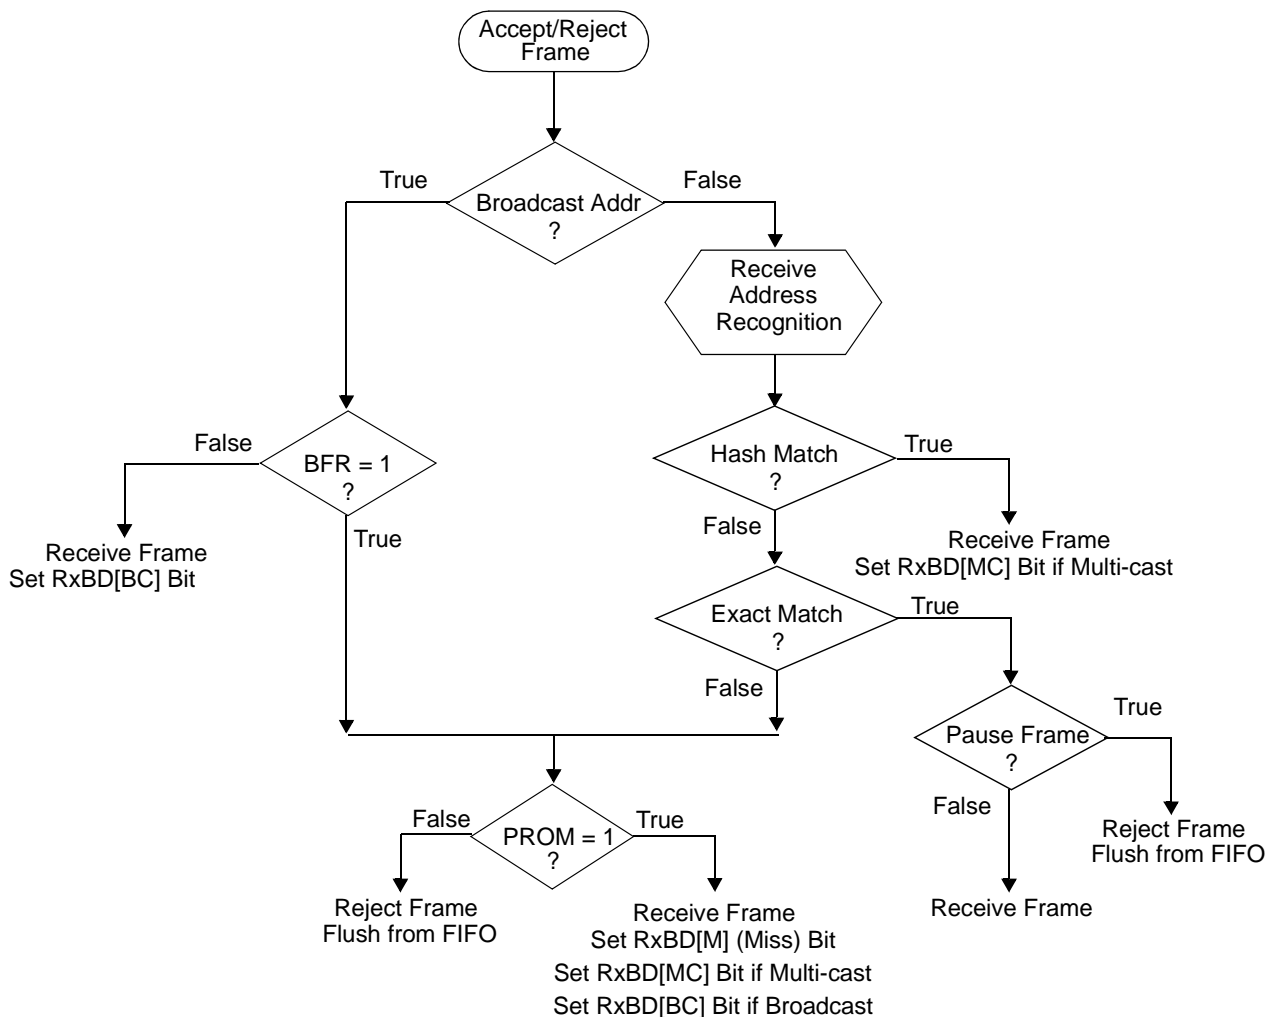 Accept/Reject
Frame
True
False
Broadcast Addr
?
Receive
Address
Recognition
False
BFR = 1
?
True
Hash Match
?
True
False
Receive Frame
Set RxBD[BC] Bit
Receive Frame
Set RxBD[MC] Bit if Multi-cast
Exact Match
?
True
False
Pause Frame
?
True
False
False
PROM = 1
?
True
Reject Frame
Flush from FIFO
Receive Frame
Reject Frame
Flush from FIFO
Receive Frame
Set RxBD[M] (Miss) Bit
Set RxBD[MC] Bit if Multi-cast
Set RxBD[BC] Bit if Broadcast